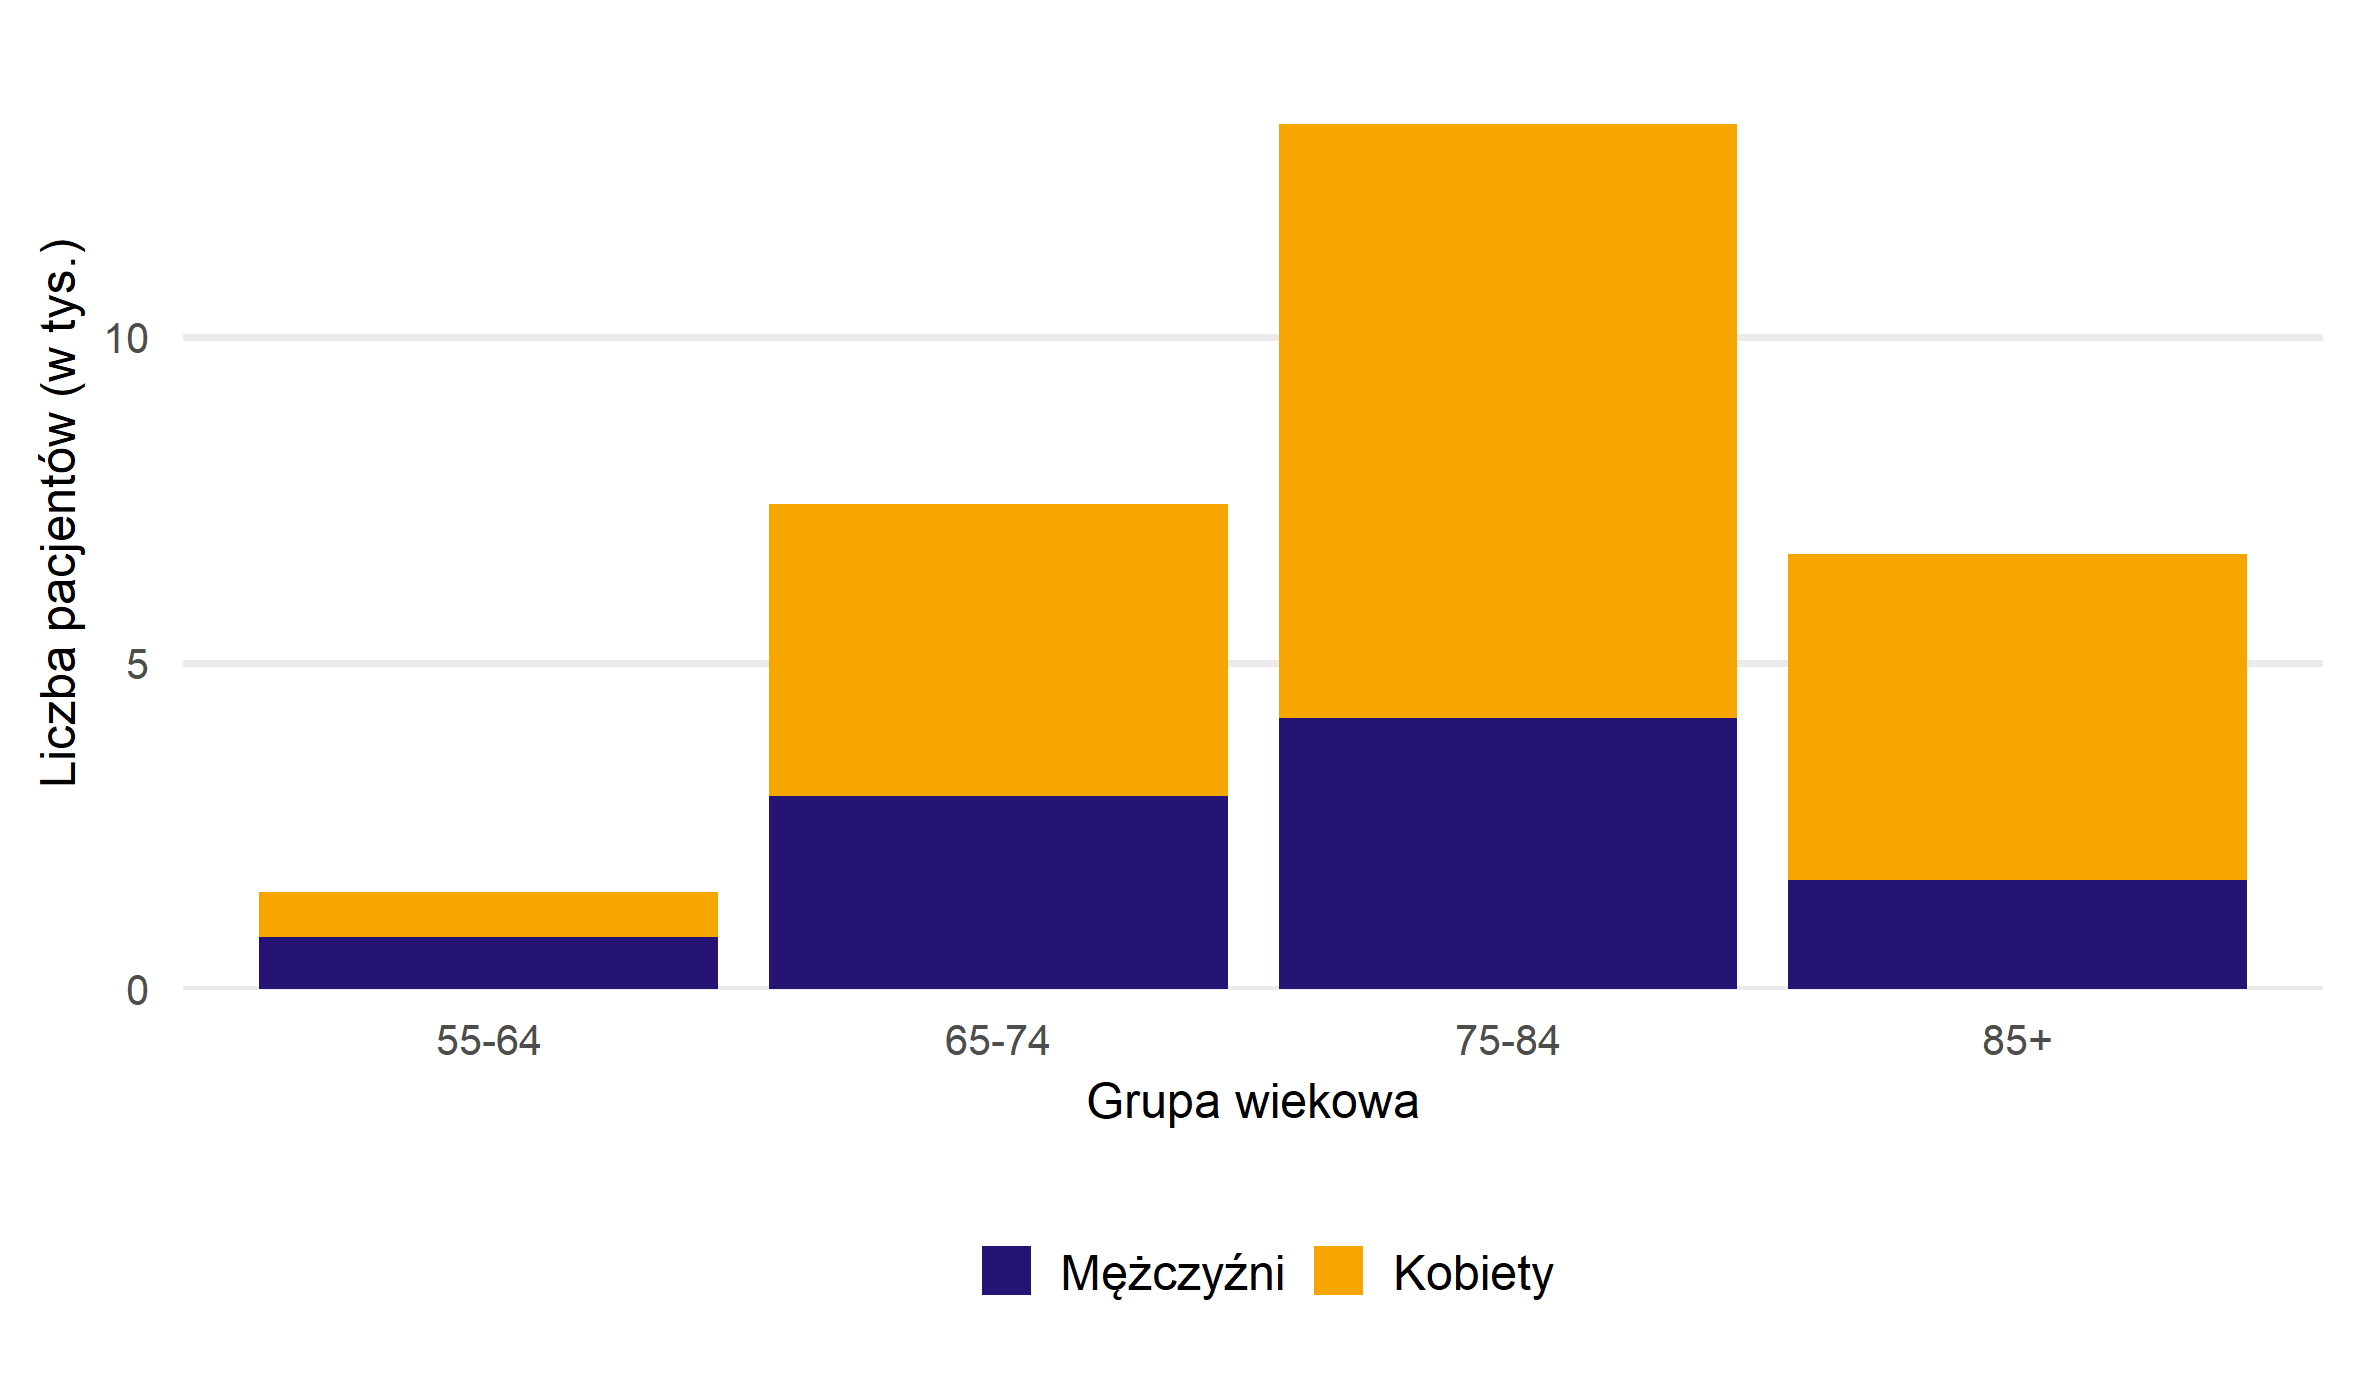 Liczba pacjentów (w tys.)
10
5
0
55-64 65-74 75-84 85+
Grupa wiekowa
Mężczyźni Kobiety